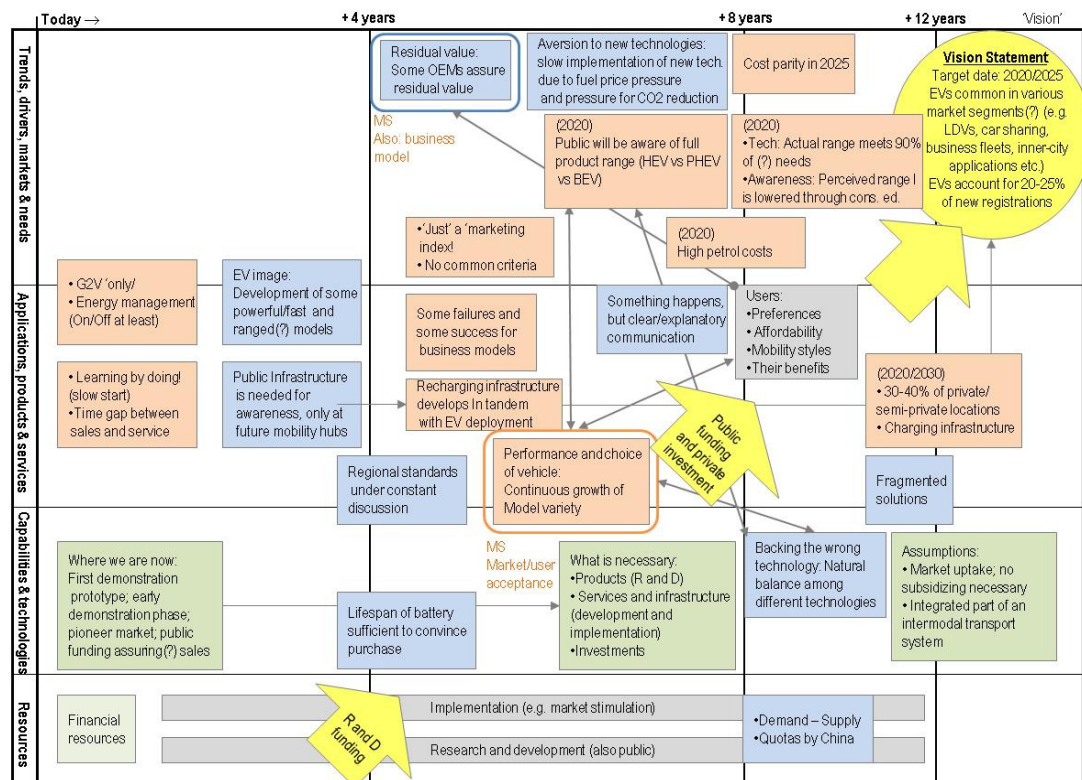 Today →
+ 4 years
+ 8 years
+ 12 years
'Vision'
Trends, drivers, markets & needs
Residual value:
Some OEMs assure
residual value
MS
Also: business
model
Aversion to new technologies:
slow implementation of new tech.
due to fuel price pressure
and pressure for CO2 reduction
Cost parity in 2025
Vision Statement
Target date: 2020/2025
EVs common in various
market segments(?) (e.g.
LDVs, car sharing,
business fleets, inner-city
applications etc.)
EVs account for 20-25%
of new registrations
(2020)
Public will be aware of full
product range (HEV vs PHEV
vs BEV)
(2020)
•Tech: Actual range meets 90%
of (?) needs
•Awareness: Perceived range l
is lowered through cons. ed.
•'Just' a 'marketing
index!
• No common criteria
(2020)
High petrol costs
• G2V 'only/
• Energy management
(On/Off at least)
EV image:
Development of some
powerful/fast and
ranged(?) models
Applications, products & services
Some failures and
some success for
business models
Something happens,
but clear/explanatory
communication
Users:
•Preferences
•Affordability
•Mobility styles
•Their benefits
• Learning by doing!
(slow start)
• Time gap between
sales and service
Public Infrastructure
is needed for
awareness, only at
future mobility hubs
Recharging infrastructure
develops In tandem
with EV deployment
(2020/2030)
• 30-40% of private/
semi-private locations
• Charging infrastructure
Public
funding
and private
investment
Regional standards
under constant
discussion
Performance and choice
of vehicle:
Continuous growth of
Model variety
Fragmented
solutions
MS
Market/user
acceptance
Capabilities & technologies
Where we are now:
First demonstration
prototype; early
demonstration phase;
pioneer market; public
funding assuring(?) sales
Lifespan of battery
sufficient to convince
purchase
What is necessary:
•Products (R and D)
•Services and infrastructure
(development and
implementation)
•Investments
Backing the wrong
technology: Natural
balance among
different technologies
Assumptions:
• Market uptake; no
subsidizing necessary
• Integrated part of an
intermodal transport
system
Resources
Financial
resources
R and D
funding
Implementation (e.g. market stimulation)
Research and development (also public)
•Demand – Supply
•Quotas by China